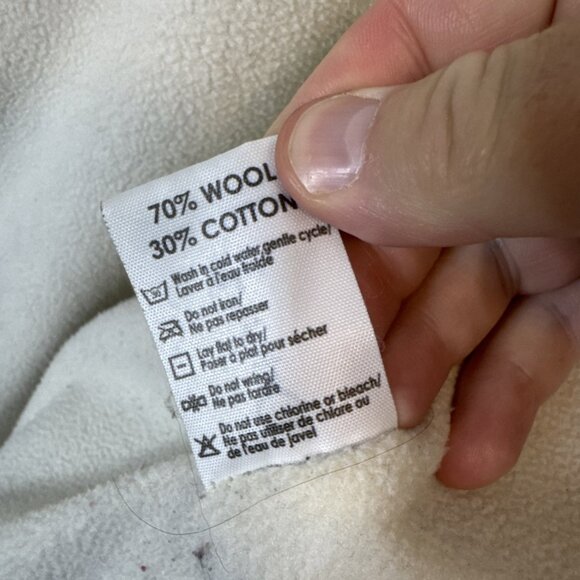 70% WOOL
30% COTTON
30
Wash in cold water gentle cycle/
Laver à l'eau froide
Do not iron/
Ne pas repasser
Lay flat to dry/
Poser à plat pour sécher
Do not wring/
Ne pas tordre
Do not use chlorine or bleach/
Ne pas utiliser de chlore ou
de l'eau de javel